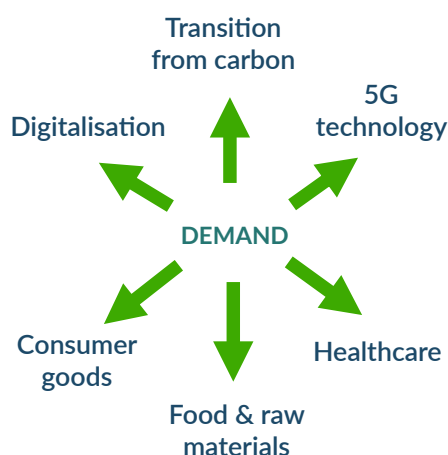 Transition
from carbon
5G
technology
Digitalisation
DEMAND
Consumer
goods
Healthcare
Food & raw
materials